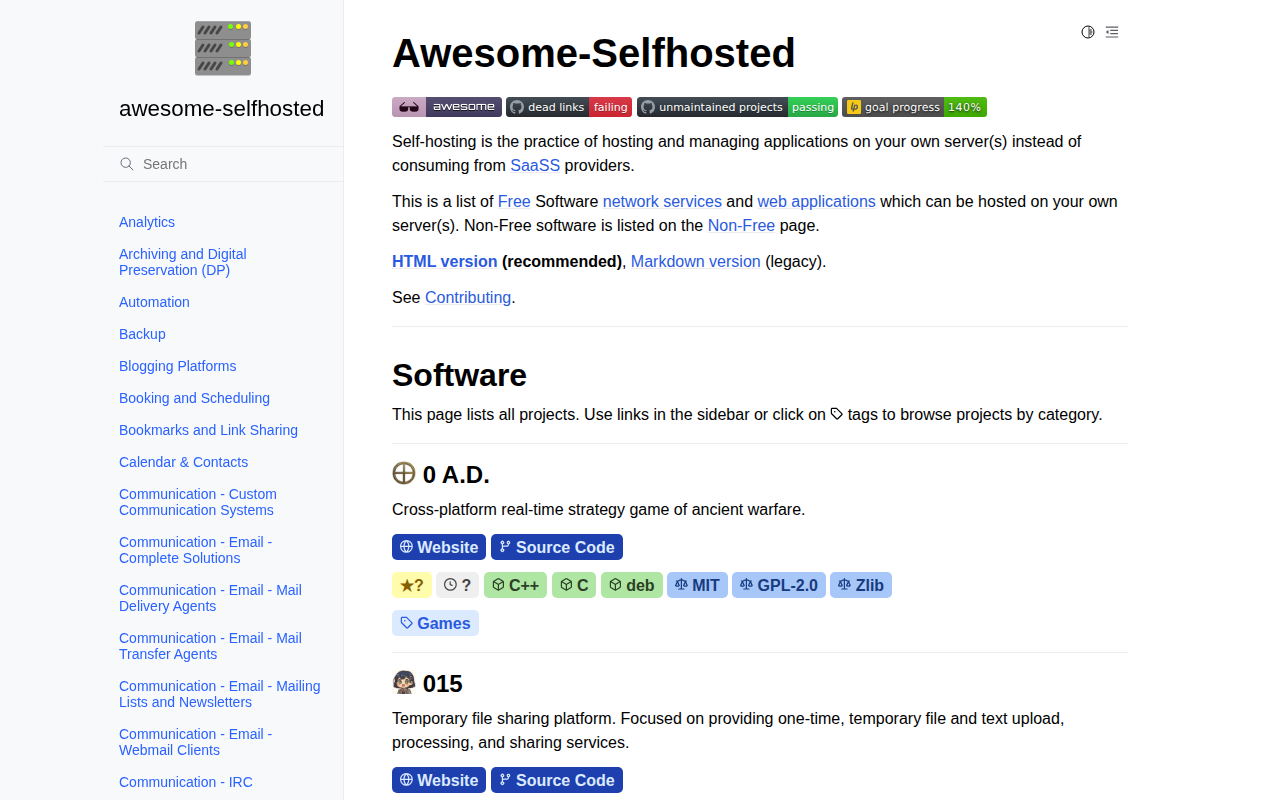 awesome-selfhosted
Search
Analytics
Archiving and Digital
Preservation (DP)
Automation
Backup
Blogging Platforms
Booking and Scheduling
Bookmarks and Link Sharing
Calendar & Contacts
Communication - Custom
Communication Systems
Communication - Email -
Complete Solutions
Communication - Email - Mail
Delivery Agents
Communication - Email - Mail
Transfer Agents
Communication - Email - Mailing
Lists and Newsletters
Communication - Email -
Webmail Clients
Communication - IRC
Awesome-Selfhosted
awesome dead links failing unmaintained projects passing lp goal progress 140%
Self-hosting is the practice of hosting and managing applications on your own server(s) instead of
consuming from SaaSS providers.
This is a list of Free Software network services and web applications which can be hosted on your own
server(s). Non-Free software is listed on the Non-Free page.
HTML version (recommended), Markdown version (legacy).
See Contributing.
Software
This page lists all projects. Use links in the sidebar or click on tags to browse projects by category.
0 A.D.
Cross-platform real-time strategy game of ancient warfare.
Website Source Code
★? ? C++ C deb MIT GPL-2.0 Zlib
Games
015
Temporary file sharing platform. Focused on providing one-time, temporary file and text upload,
processing, and sharing services.
Website Source Code